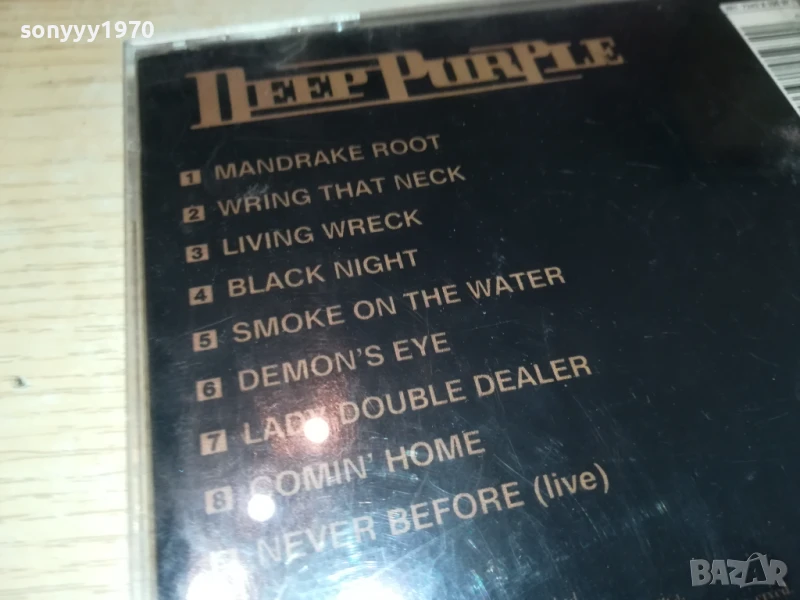 sonyyy1970
DEEP PURPLE
1 MANDRAKE ROOT
2 WRING THAT NECK
3 LIVING WRECK
4 BLACK NIGHT
5 SMOKE ON THE WATER
6 DEMON'S EYE
7 LADY DOUBLE DEALER
8 COMIN' HOME
NEVER BEFORE (live)
BAZAR